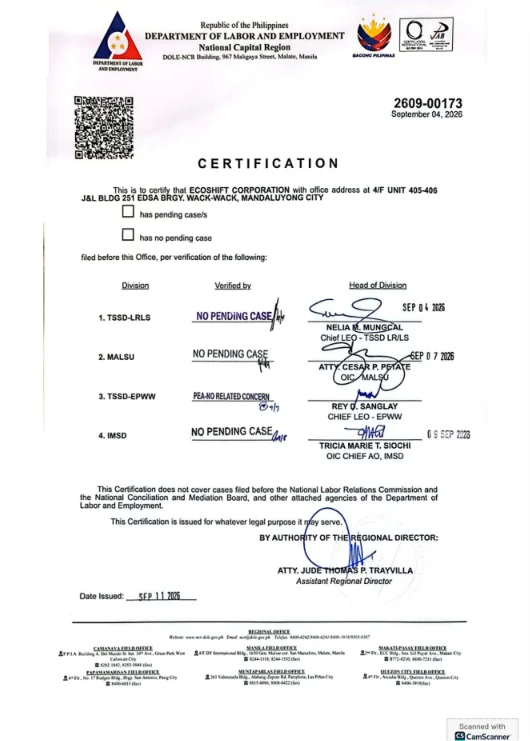 Republic of the Philippines
DEPARTMENT OF LABOR AND EMPLOYMENT
National Capital Region
DOLE-NCR Building, 967 Maligaya Street, Malate, Manila
DEPARTMENT OF LABOR
AND EMPLOYMENT
BAGONG PILIPINAS
2609-00173
September 04, 2026
CERTIFICATION
This is to certify that ECOSHIFT CORPORATION with office address at 4/F UNIT 405-406
J&L BLDG 251 EDSA BRGY. WACK-WACK, MANDALUYONG CITY
has pending case/s
has no pending case
filed before this Office, per verification of the following:
Division Verified by Head of Division
SEP 04 2026
1. TSSD-LRLS NO PENDING CASE
NELIA M. MUNGCAL
Chief LEO - TSSD LR/LS
2. MALSU NO PENDING CASE SEP 07 2026
ATTY. CESAR P. PETATE
OIC, MALSU
3. TSSD-EPWW PEA-NO RELATED CONCERN
REY D. SANGLAY
CHIEF LEO - EPWW
4. IMSD NO PENDING CASE SEP 2026
TRICIA MARIE T. SIOCHI
OIC CHIEF AO, IMSD
This Certification does not cover cases filed before the National Labor Relations Commission and
the National Conciliation and Mediation Board, and other attached agencies of the Department of
Labor and Employment.
This Certification is issued for whatever legal purpose it may serve.
BY AUTHORITY OF THE REGIONAL DIRECTOR:
ATTY. JUDE THOMAS P. TRAYVILLA
Assistant Regional Director
Date Issued: SEP 11 2026
REGIONAL OFFICE
CAMANAVA FIELD OFFICE MANILA FIELD OFFICE MAKATI-PASAY FIELD OFFICE
PAPAMAMARISAN FIELD OFFICE MUNTAPARLAS FIELD OFFICE QUEZON CITY FIELD OFFICE
Scanned with
CS CamScanner